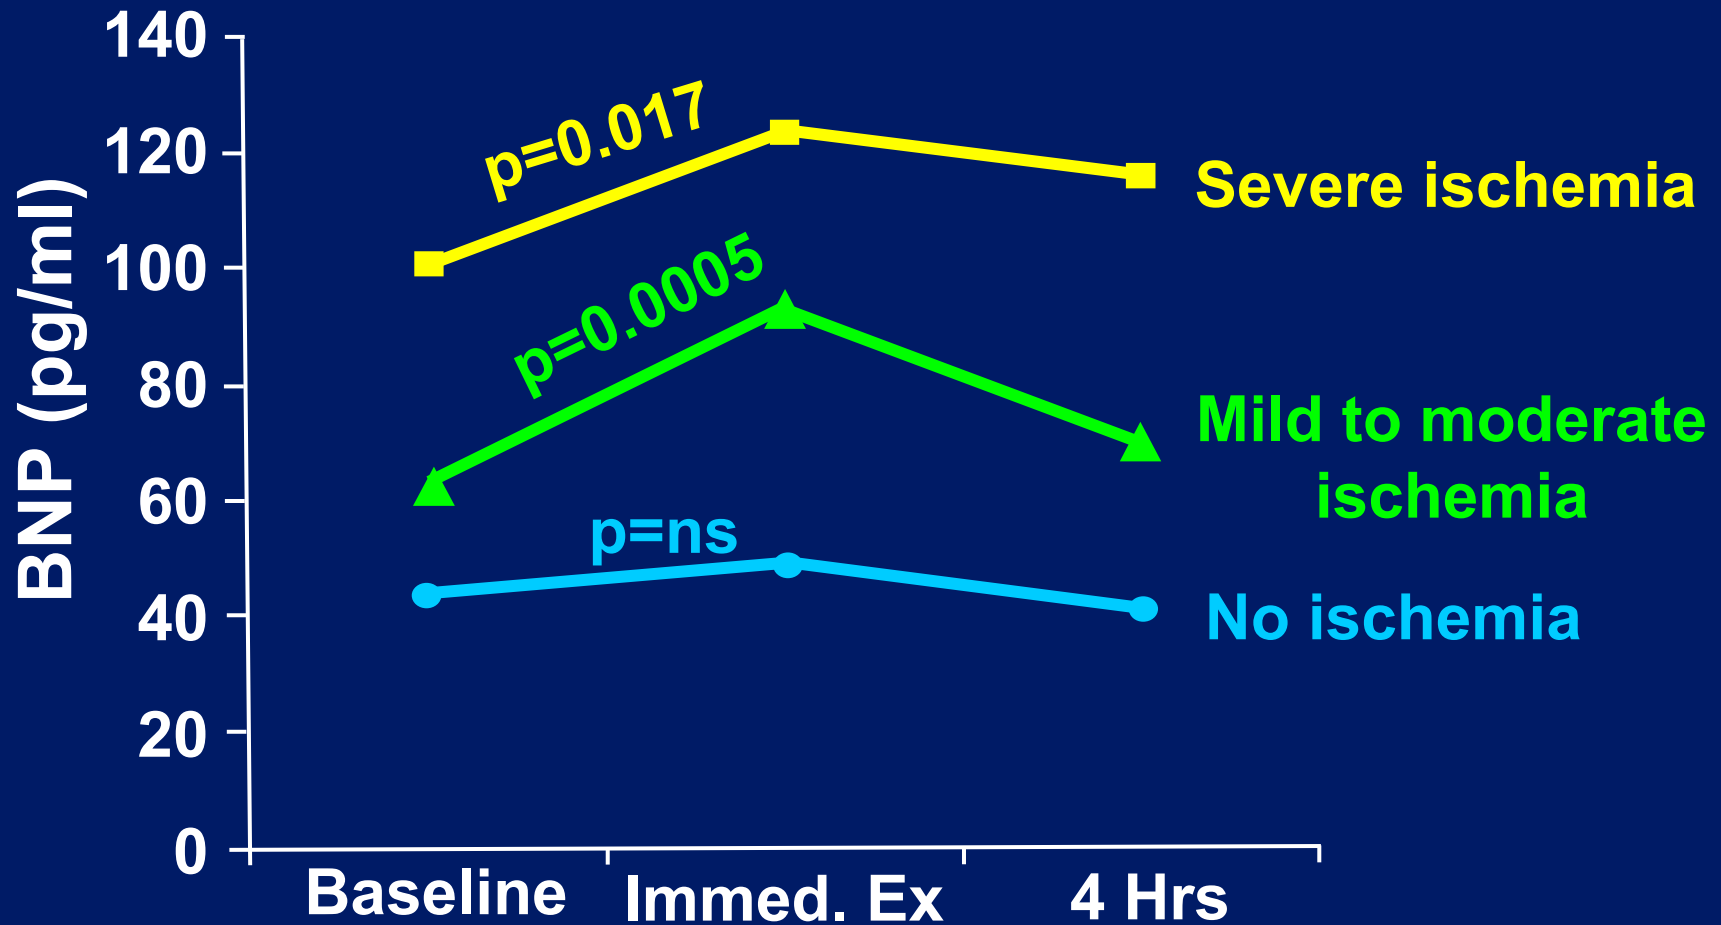 140
120
100
80
60
40
20
0
BNP (pg/ml)
p=0.017
p=0.0005
p=ns
Severe ischemia
Mild to moderate
ischemia
No ischemia
Baseline
Immed. Ex
4 Hrs